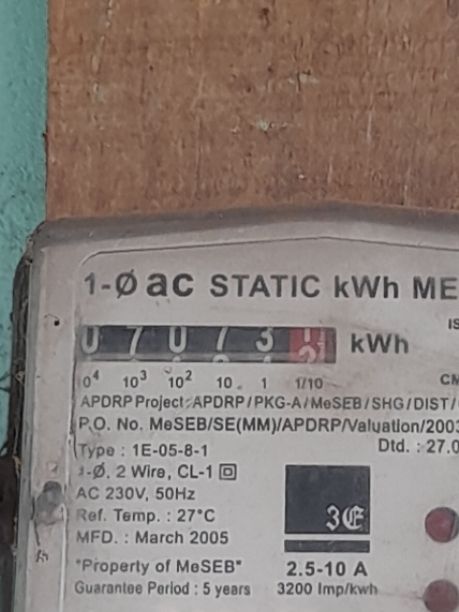 1-Ø ac STATIC kWh ME
IS
0 7 0 7 3 kWh
10⁴ 10³ 10² 10 1 1/10
CM
APDRP Project : APDRP / PKG-A / MeSEB / SHG / DIST /
P.O. No. MeSEB/SE(MM)/APDRP/Valuation/2003
Type : 1E-05-8-1
Dtd. : 27.0
1-Ø, 2 Wire, CL-1
AC 230V, 50Hz
Ref. Temp. : 27°C
MFD. : March 2005
"Property of MeSEB"
Guarantee Period : 5 years
3E
2.5-10 A
3200 Imp/kwh